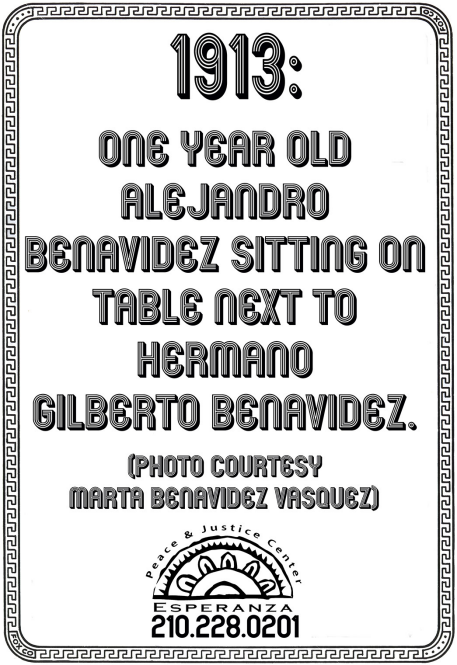 1913:
ONE YEAR OLD
ALEJANDRO
BENAVIDEZ SITTING ON
TABLE NEXT TO
HERMANO
GILBERTO BENAVIDEZ.
(PHOTO COURTESY
MARTA BENAVIDEZ VASQUEZ)
Peace & Justice Center
ESPERANZA
210.228.0201